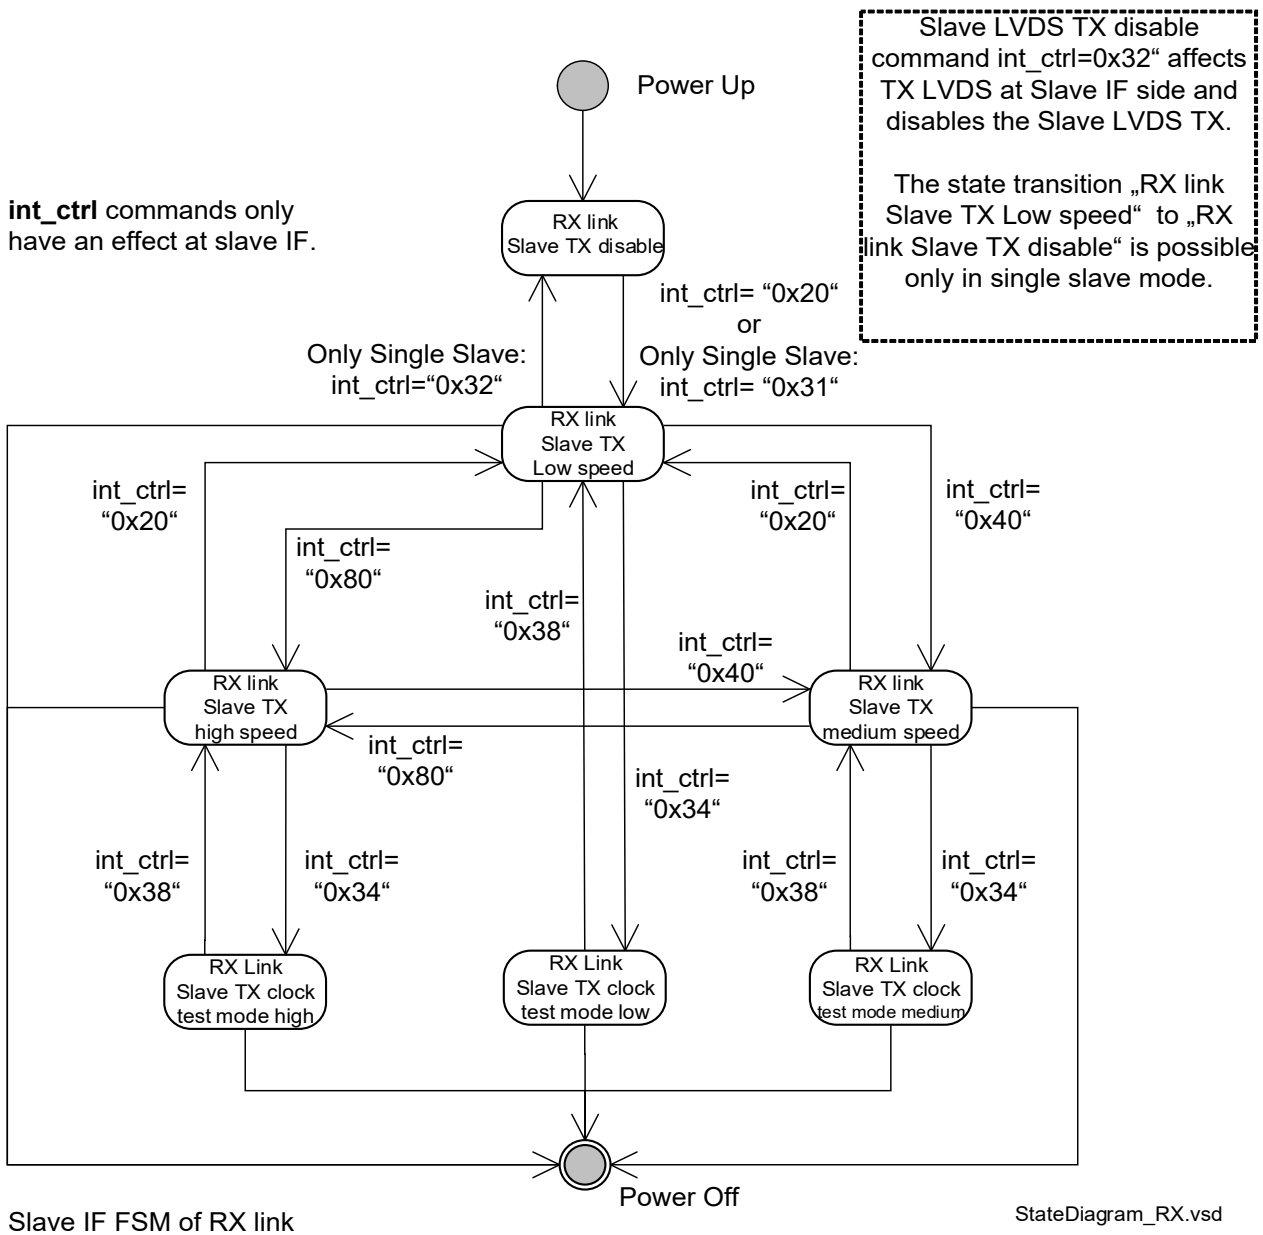 Slave LVDS TX disable
command int_ctrl=0x32“ affects
TX LVDS at Slave IF side and
disables the Slave LVDS TX.
The state transition „RX link
Slave TX Low speed“ to „RX
link Slave TX disable“ is possible
only in single slave mode.
Power Up
int_ctrl commands only
have an effect at slave IF.
RX link
Slave TX disable
int_ctrl= “0x20“
or
Only Single Slave:
int_ctrl= “0x31“
Only Single Slave:
int_ctrl=“0x32“
RX link
Slave TX
Low speed
int_ctrl=
“0x20“
int_ctrl=
“0x80“
int_ctrl=
“0x38“
int_ctrl=
“0x20“
int_ctrl=
“0x40“
int_ctrl=
“0x40“
RX link
Slave TX
high speed
RX link
Slave TX
medium speed
int_ctrl=
“0x80“
int_ctrl=
“0x34“
int_ctrl=
“0x38“
int_ctrl=
“0x34“
int_ctrl=
“0x38“
int_ctrl=
“0x34“
RX Link
Slave TX clock
test mode high
RX Link
Slave TX clock
test mode low
RX Link
Slave TX clock
test mode medium
Power Off
Slave IF FSM of RX link
StateDiagram_RX.vsd